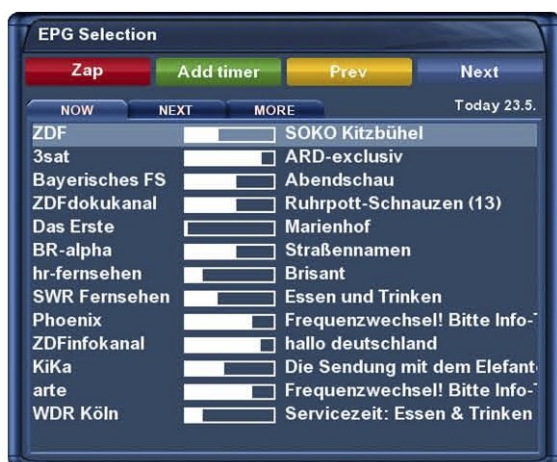 EPG Selection
Zap Add timer Prev Next
NOW NEXT MORE Today 23.5.
ZDF SOKO Kitzbühel
3sat ARD-exclusiv
Bayerisches FS Abendschau
ZDFdokukanal Ruhrpott-Schnauzen (13)
Das Erste Marienhof
BR-alpha Straßennamen
hr-fernsehen Brisant
SWR Fernsehen Essen und Trinken
Phoenix Frequenzwechsel! Bitte Info-
ZDFinfokanal hallo deutschland
KiKa Die Sendung mit dem Elefant
arte Frequenzwechsel! Bitte Info-
WDR Köln Servicezeit: Essen & Trinken